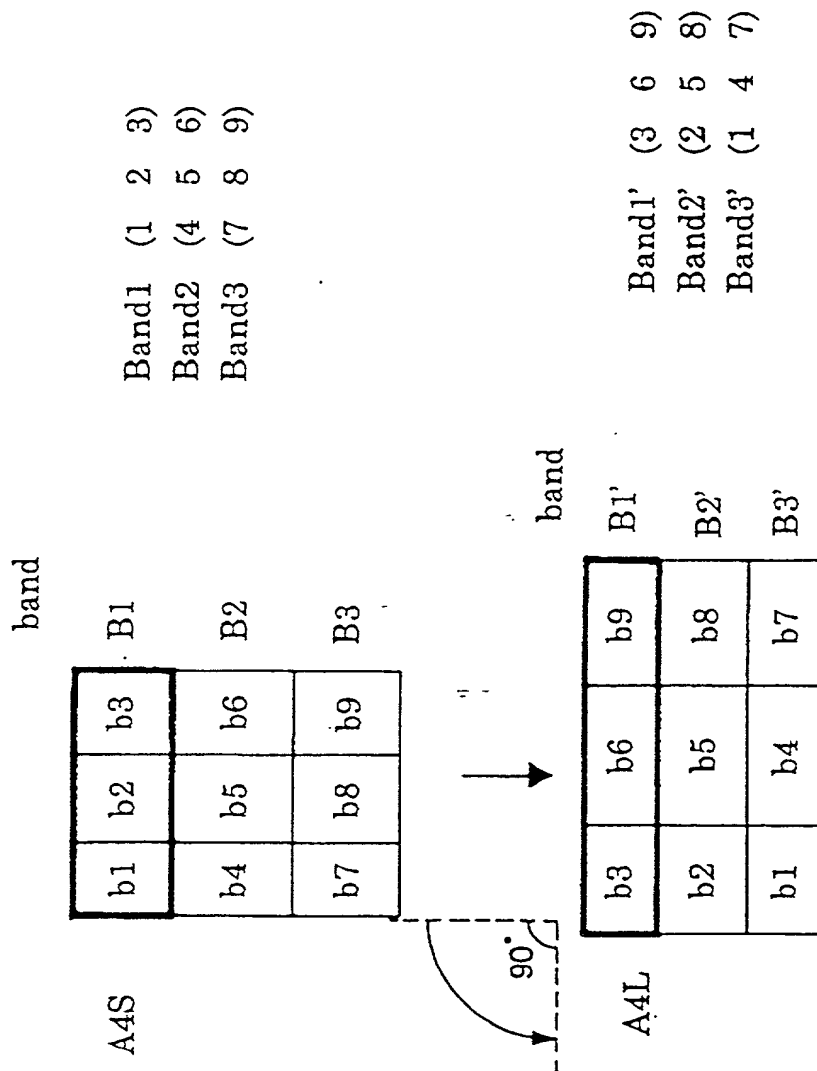 band
A4S
b1 b2 b3 B1
b4 b5 b6 B2
b7 b8 b9 B3
Band1 (1 2 3)
Band2 (4 5 6)
Band3 (7 8 9)
90°
band
A4L
b3 b6 b9 B1'
b2 b5 b8 B2'
b1 b4 b7 B3'
Band1' (3 6 9)
Band2' (2 5 8)
Band3' (1 4 7)